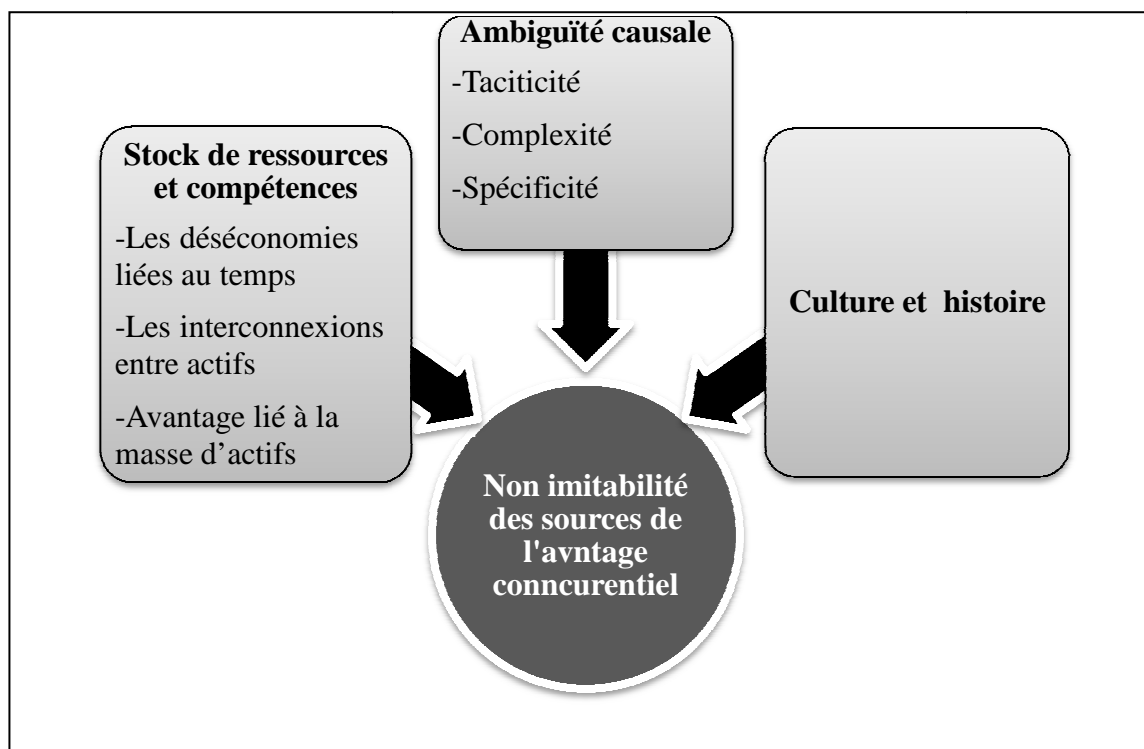 Ambiguïté causale
-Taciticité
-Complexité
-Spécificité
Stock de ressources
et compétences
-Les déséconomies
liées au temps
-Les interconnexions
entre actifs
-Avantage lié à la
masse d’actifs
Culture et histoire
Non imitabilité
des sources de
l'avntage
conncurentiel